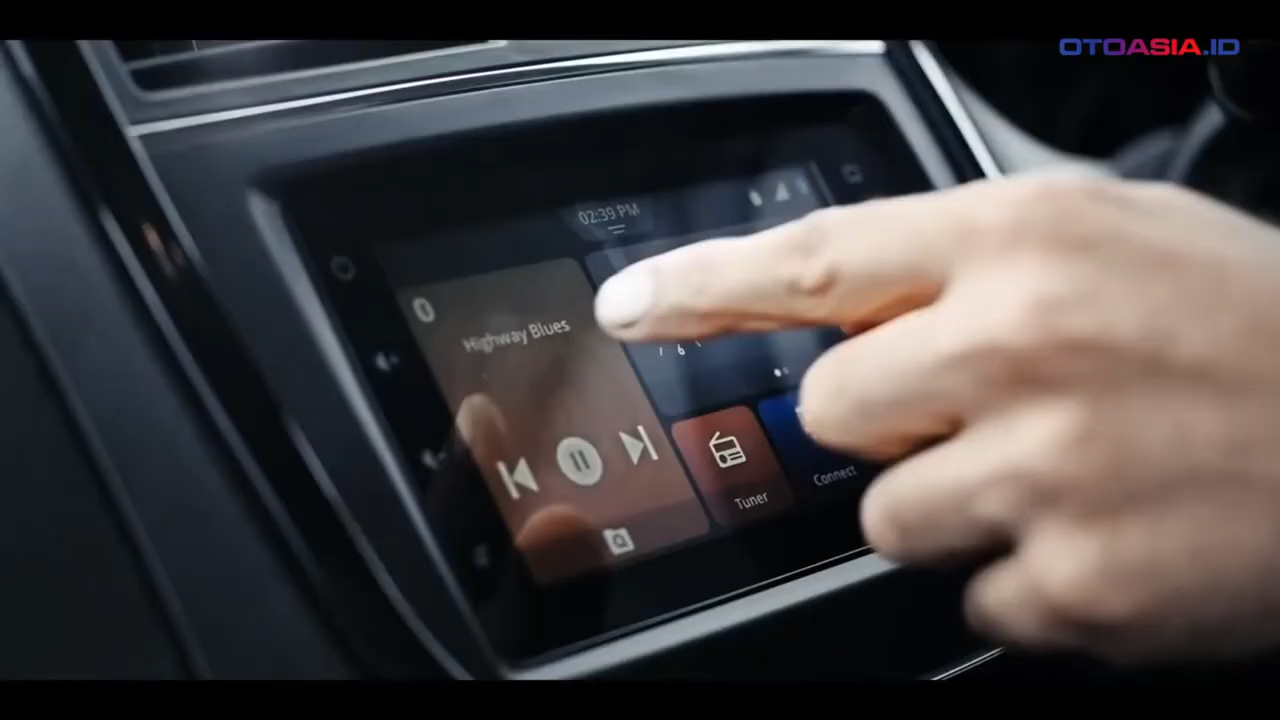 OTOASIA.ID
02:39 PM
Highway Blues
Tuner
Connect